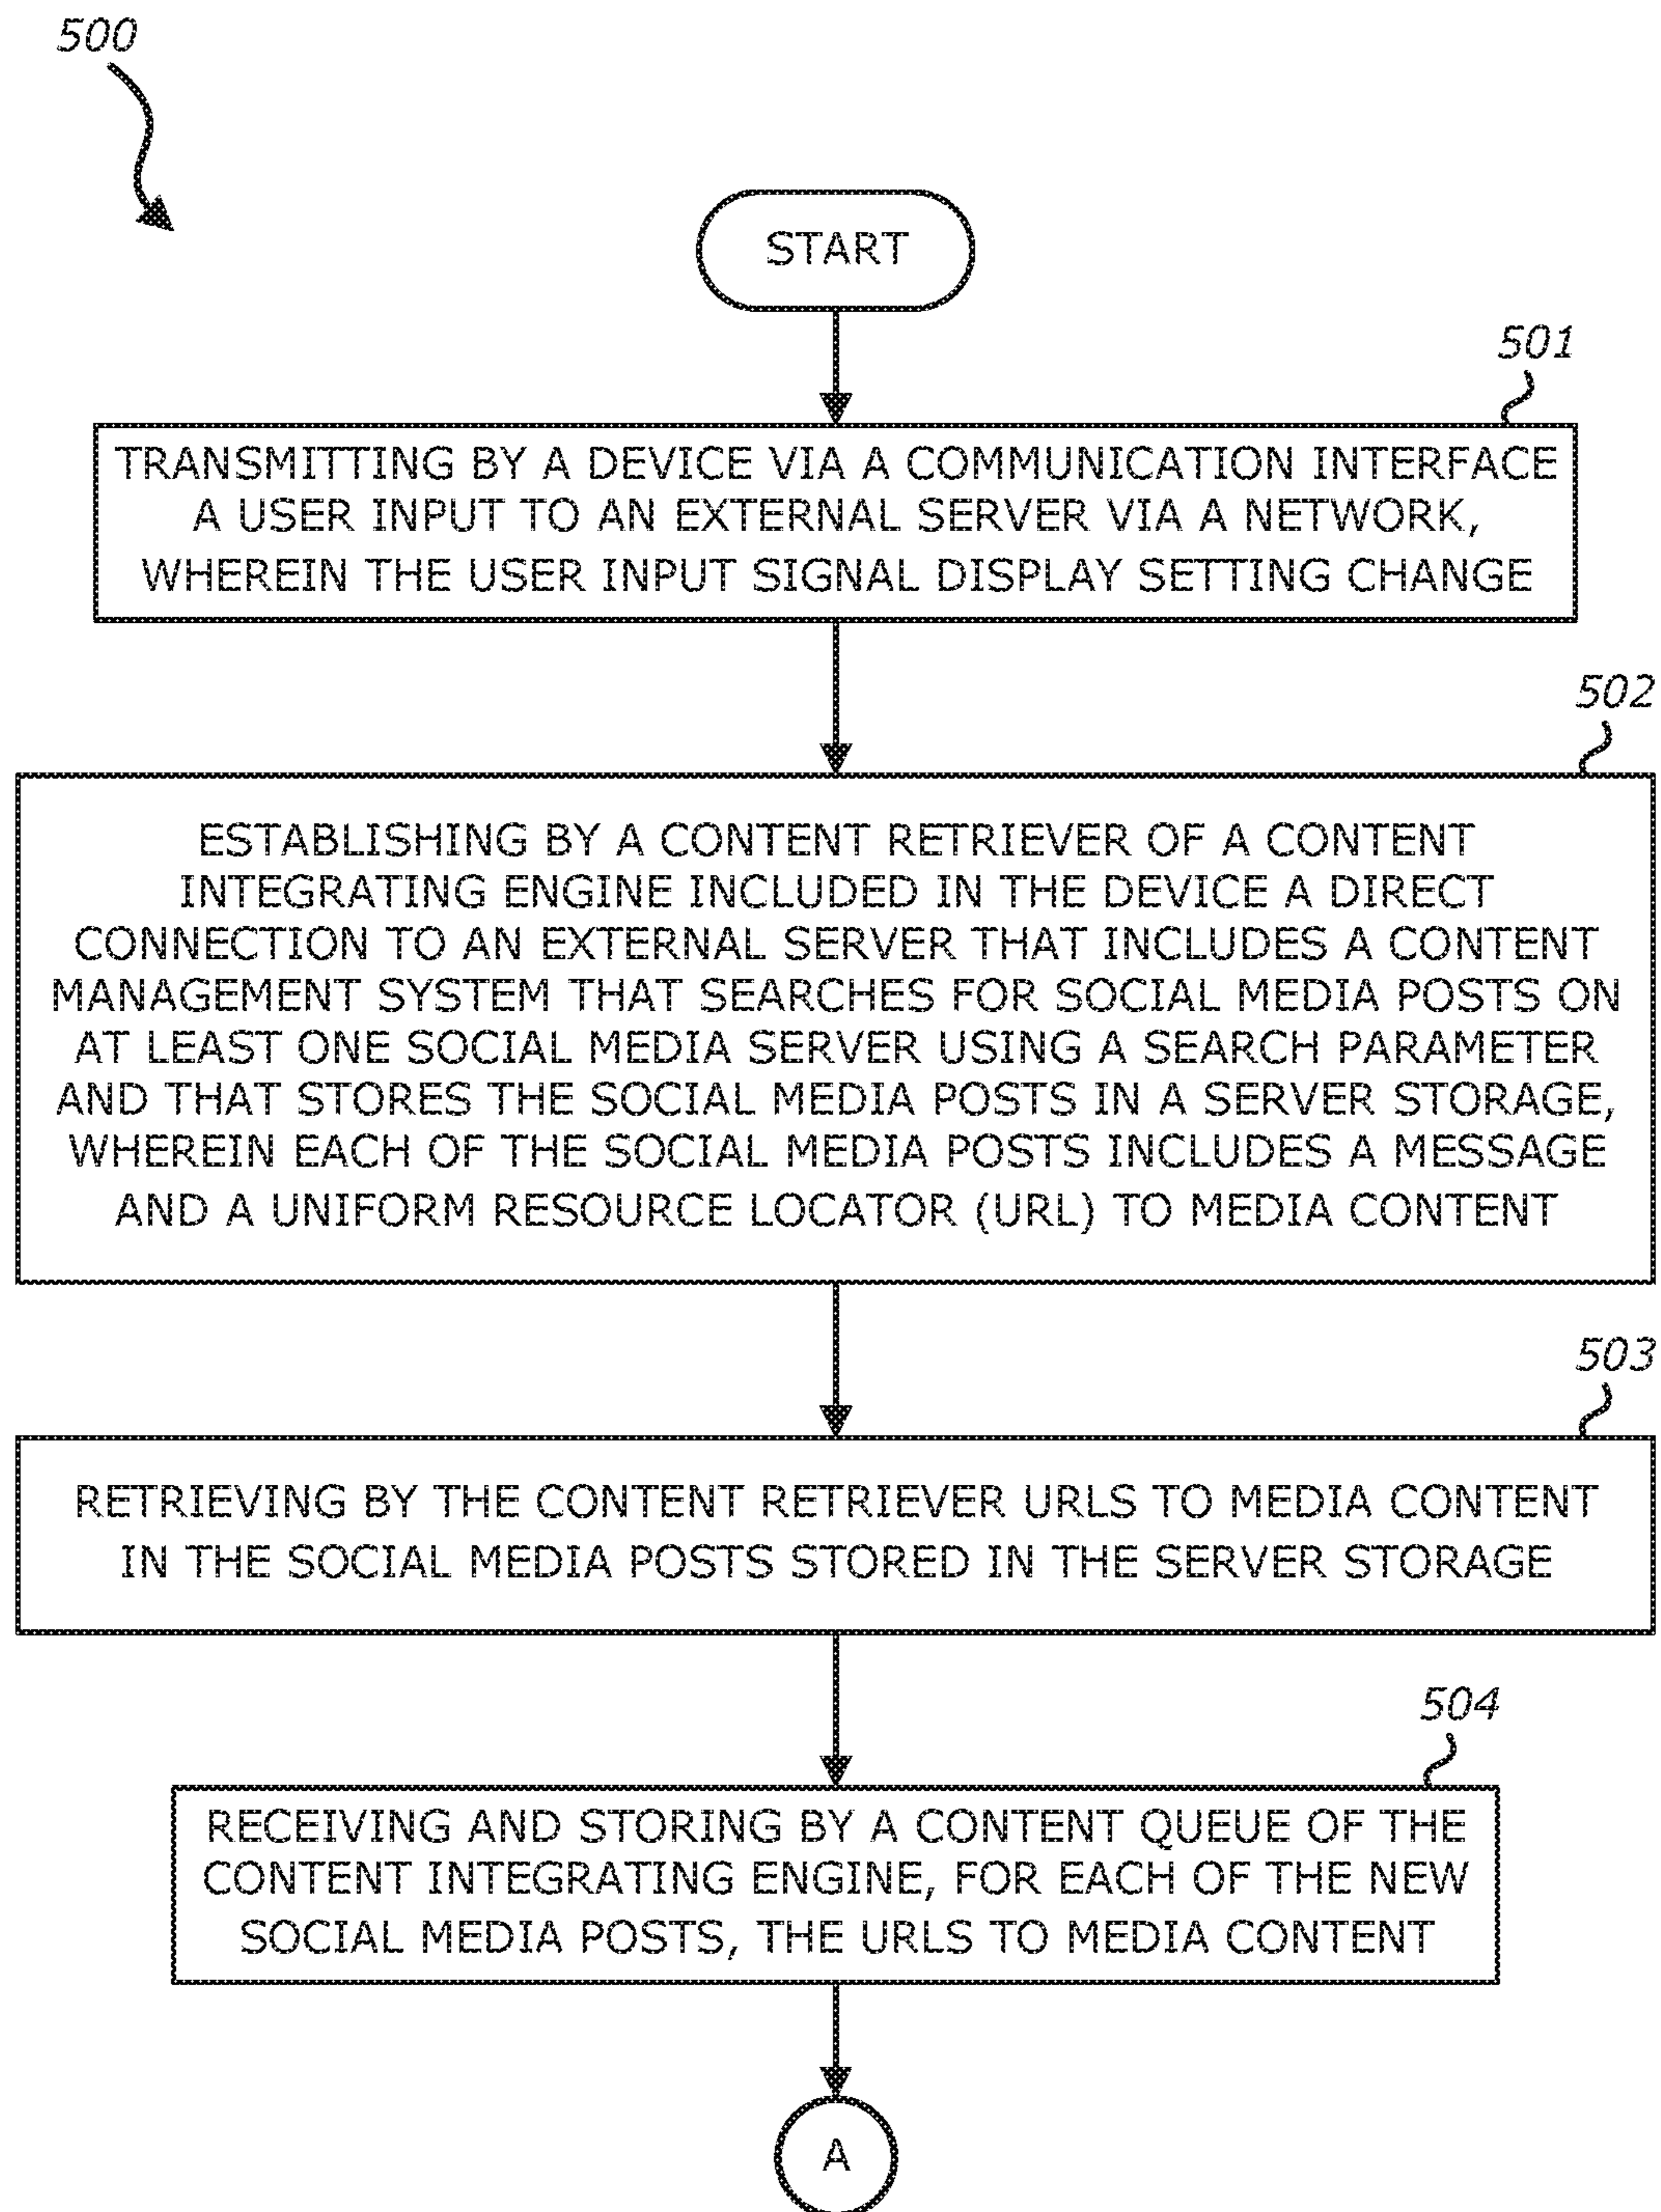 500
START
501
TRANSMITTING BY A DEVICE VIA A COMMUNICATION INTERFACE
A USER INPUT TO AN EXTERNAL SERVER VIA A NETWORK,
WHEREIN THE USER INPUT SIGNAL DISPLAY SETTING CHANGE
502
ESTABLISHING BY A CONTENT RETRIEVER OF A CONTENT
INTEGRATING ENGINE INCLUDED IN THE DEVICE A DIRECT
CONNECTION TO AN EXTERNAL SERVER THAT INCLUDES A CONTENT
MANAGEMENT SYSTEM THAT SEARCHES FOR SOCIAL MEDIA POSTS ON
AT LEAST ONE SOCIAL MEDIA SERVER USING A SEARCH PARAMETER
AND THAT STORES THE SOCIAL MEDIA POSTS IN A SERVER STORAGE,
WHEREIN EACH OF THE SOCIAL MEDIA POSTS INCLUDES A MESSAGE
AND A UNIFORM RESOURCE LOCATOR (URL) TO MEDIA CONTENT
503
RETRIEVING BY THE CONTENT RETRIEVER URLS TO MEDIA CONTENT
IN THE SOCIAL MEDIA POSTS STORED IN THE SERVER STORAGE
504
RECEIVING AND STORING BY A CONTENT QUEUE OF THE
CONTENT INTEGRATING ENGINE, FOR EACH OF THE NEW
SOCIAL MEDIA POSTS, THE URLS TO MEDIA CONTENT
A